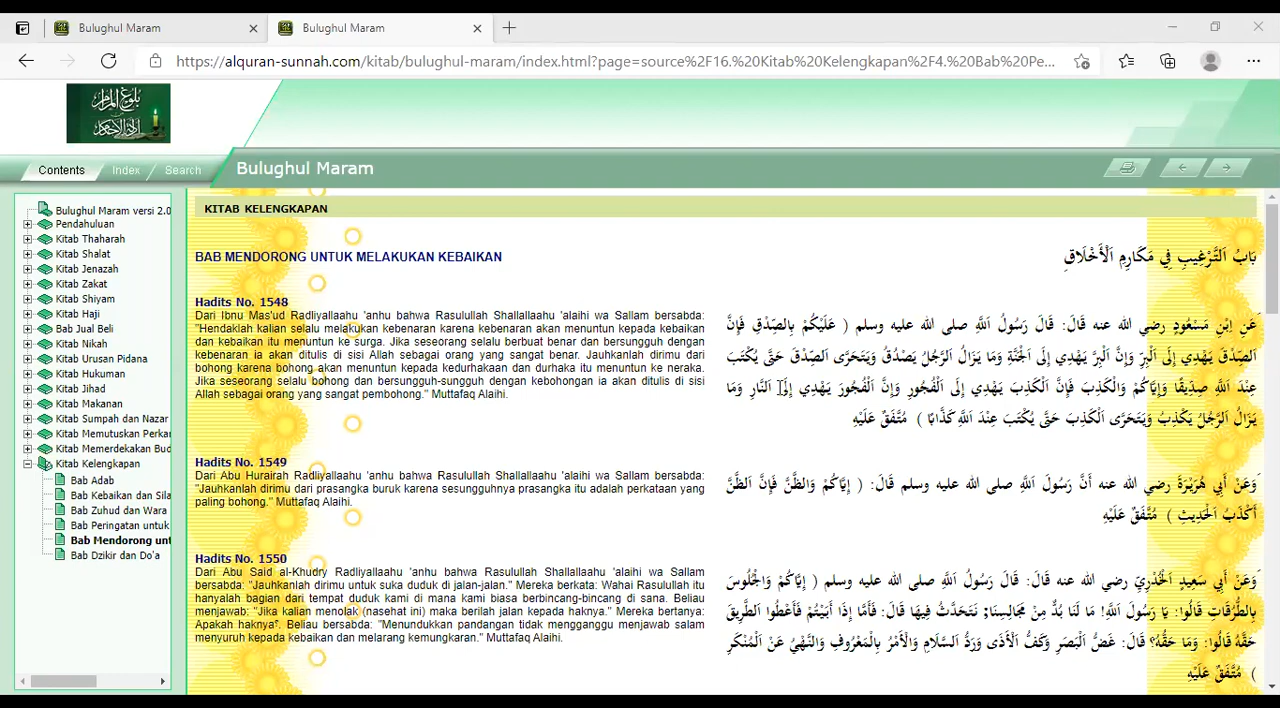 Bulughul Maram
Bulughul Maram
https://alquran-sunnah.com/kitab/bulughul-maram/index.html?page=source%2F16.%20Kitab%20Kelengkapan%2F4.%20Bab%20Pe...
Contents
Index
Search
Bulughul Maram
Bulughul Maram versi 2.0
Pendahuluan
Kitab Thaharah
Kitab Shalat
Kitab Jenazah
Kitab Zakat
Kitab Shiyam
Kitab Haji
Bab Jual Beli
Kitab Nikah
Kitab Urusan Pidana
Kitab Hukuman
Kitab Jihad
Kitab Makanan
Kitab Sumpah dan Nazar
Kitab Memutuskan Perkar
Kitab Memerdekakan Bud
Kitab Kelengkapan
Bab Adab
Bab Kebaikan dan Sila
Bab Zuhud dan Wara
Bab Peringatan untuk
Bab Mendorong unt
Bab Dzikir dan Do'a
KITAB KELENGKAPAN
BAB MENDORONG UNTUK MELAKUKAN KEBAIKAN
بَابُ اَلتَّرْغِيبِ فِي مَكَارِمِ اَلْأَخْلَاقِ
Hadits No. 1548
Dari Ibnu Mas'ud Radliyallaahu 'anhu bahwa Rasulullah Shallallaahu 'alaihi wa Sallam bersabda:
"Hendaklah kalian selalu melakukan kebenaran karena kebenaran akan menuntun kepada kebaikan
dan kebaikan itu menuntun ke surga. Jika seseorang selalu berbuat benar dan bersungguh dengan
kebenaran ia akan ditulis di sisi Allah sebagai orang yang sangat benar. Jauhkanlah dirimu dari
bohong karena bohong akan menuntun kepada kedurhakaan dan durhaka itu menuntun ke neraka.
Jika seseorang selalu bohong dan bersungguh-sungguh dengan kebohongan ia akan ditulis di sisi
Allah sebagai orang yang sangat pembohong." Muttafaq Alaihi.
عَنِ اِبْنِ مَسْعُودٍ رضي الله عنه قَالَ: قَالَ رَسُولُ اَللَّهِ صلى الله عليه وسلم ( عَلَيْكُمْ بِالصِّدْقِ فَإِنَّ
اَلصِّدْقَ يَهْدِي إِلَى اَلْبِرِّ وَإِنَّ اَلْبِرَّ يَهْدِي إِلَى اَلْجَنَّةِ وَمَا يَزَالُ اَلرَّجُلُ يَصْدُقُ وَيَتَحَرَّى اَلصِّدْقَ حَتَّى يُكْتَبَ
عِنْدَ اَللَّهِ صِدِّيقًا وَإِيَّاكُمْ وَالْكَذِبَ فَإِنَّ اَلْكَذِبَ يَهْدِي إِلَى اَلْفُجُورِ وَإِنَّ اَلْفُجُورَ يَهْدِي إِلَى اَلنَّارِ وَمَا
يَزَالُ اَلرَّجُلُ يَكْذِبُ وَيَتَحَرَّى اَلْكَذِبَ حَتَّى يُكْتَبَ عِنْدَ اَللَّهِ كَذَّابًا ) مُتَّفَقٌ عَلَيْهِ
Hadits No. 1549
Dari Abu Hurairah Radliyallaahu 'anhu bahwa Rasulullah Shallallaahu 'alaihi wa Sallam bersabda:
"Jauhkanlah dirimu dari prasangka buruk karena sesungguhnya prasangka itu adalah perkataan yang
paling bohong." Muttafaq Alaihi.
وَعَنْ أَبِي هُرَيْرَةَ رضي الله عنه أَنَّ رَسُولَ اَللَّهِ صلى الله عليه وسلم قَالَ: ( إِيَّاكُمْ وَالظَّنَّ فَإِنَّ اَلظَّنَّ
أَكْذَبُ اَلْحَدِيثِ ) مُتَّفَقٌ عَلَيْهِ
Hadits No. 1550
Dari Abu Said al-Khudry Radliyallaahu 'anhu bahwa Rasulullah Shallallaahu 'alaihi wa Sallam
bersabda: "Jauhkanlah dirimu untuk suka duduk di jalan-jalan." Mereka berkata: Wahai Rasulullah itu
hanyalah bagian dari tempat duduk kami di mana kami biasa berbincang-bincang di sana. Beliau
menjawab: "Jika kalian menolak (nasehat ini) maka berilah jalan kepada haknya." Mereka bertanya:
Apakah haknya?. Beliau bersabda: "Menundukkan pandangan tidak mengganggu menjawab salam
menyuruh kepada kebaikan dan melarang kemungkaran." Muttafaq Alaihi.
وَعَنْ أَبِي سَعِيدٍ اَلْخُدْرِيِّ رضي الله عنه قَالَ: قَالَ رَسُولُ اَللَّهِ صلى الله عليه وسلم ( إِيَّاكُمْ وَالْجُلُوسَ
بِالطُّرُقَاتِ قَالُوا: يَا رَسُولَ اَللَّهِ! مَا لَنَا بُدٌّ مِنْ مَجَالِسِنَا; نَتَحَدَّثُ فِيهَا قَالَ: فَأَمَّا إِذَا أَبَيْتُمْ فَأَعْطُوا اَلطَّرِيقَ
حَقَّهُ قَالُوا: وَمَا حَقُّهُ? قَالَ: غَضُّ اَلْبَصَرِ وَكَفُّ اَلْأَذَى وَرَدُّ اَلسَّلَامِ وَالْأَمْرُ بِالْمَعْرُوفِ وَالنَّهْيُ عَنْ اَلْمُنْكَرِ
) مُتَّفَقٌ عَلَيْهِ